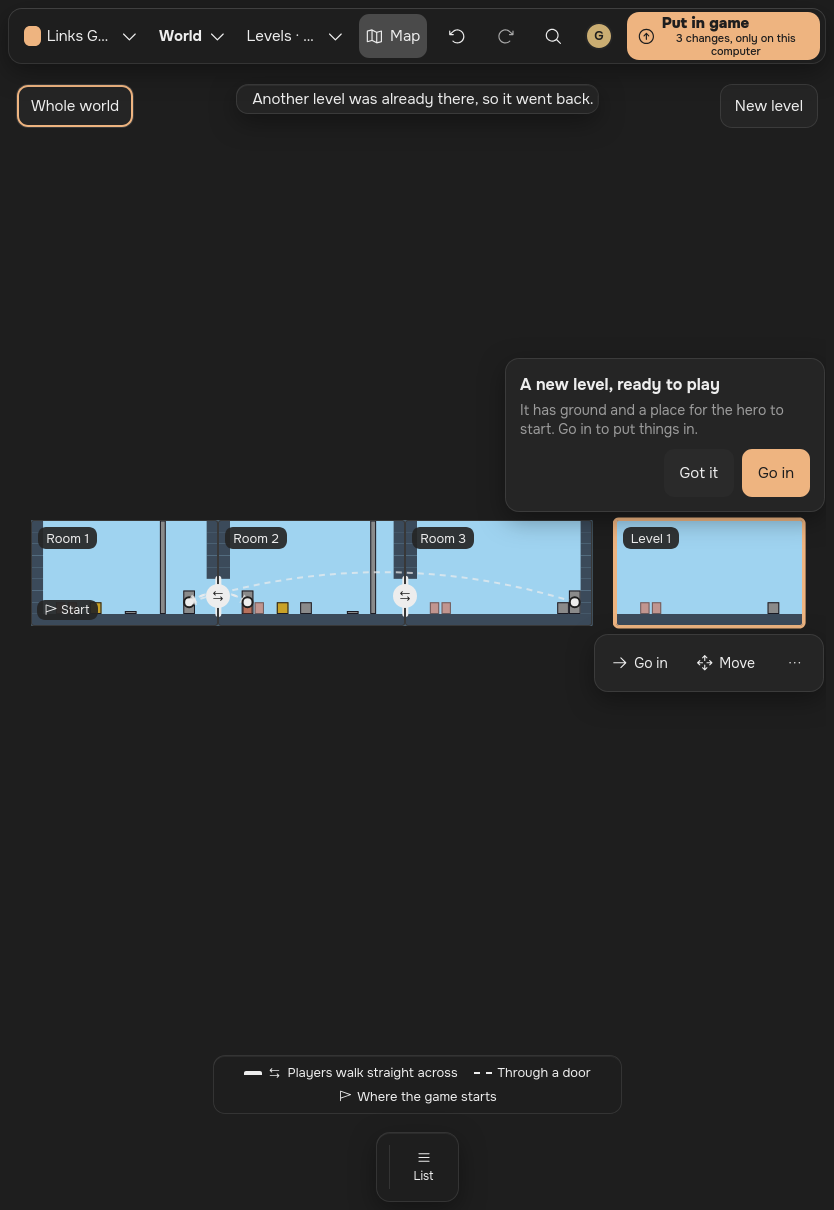 Links G...
World
Levels · ...
Map
G
Put in game
3 changes, only on this
computer
Whole world
Another level was already there, so it went back.
New level
A new level, ready to play
It has ground and a place for the hero to
start. Go in to put things in.
Got it
Go in
Room 1
Room 2
Room 3
Level 1
Start
Go in
Move
...
Players walk straight across
Through a door
Where the game starts
List